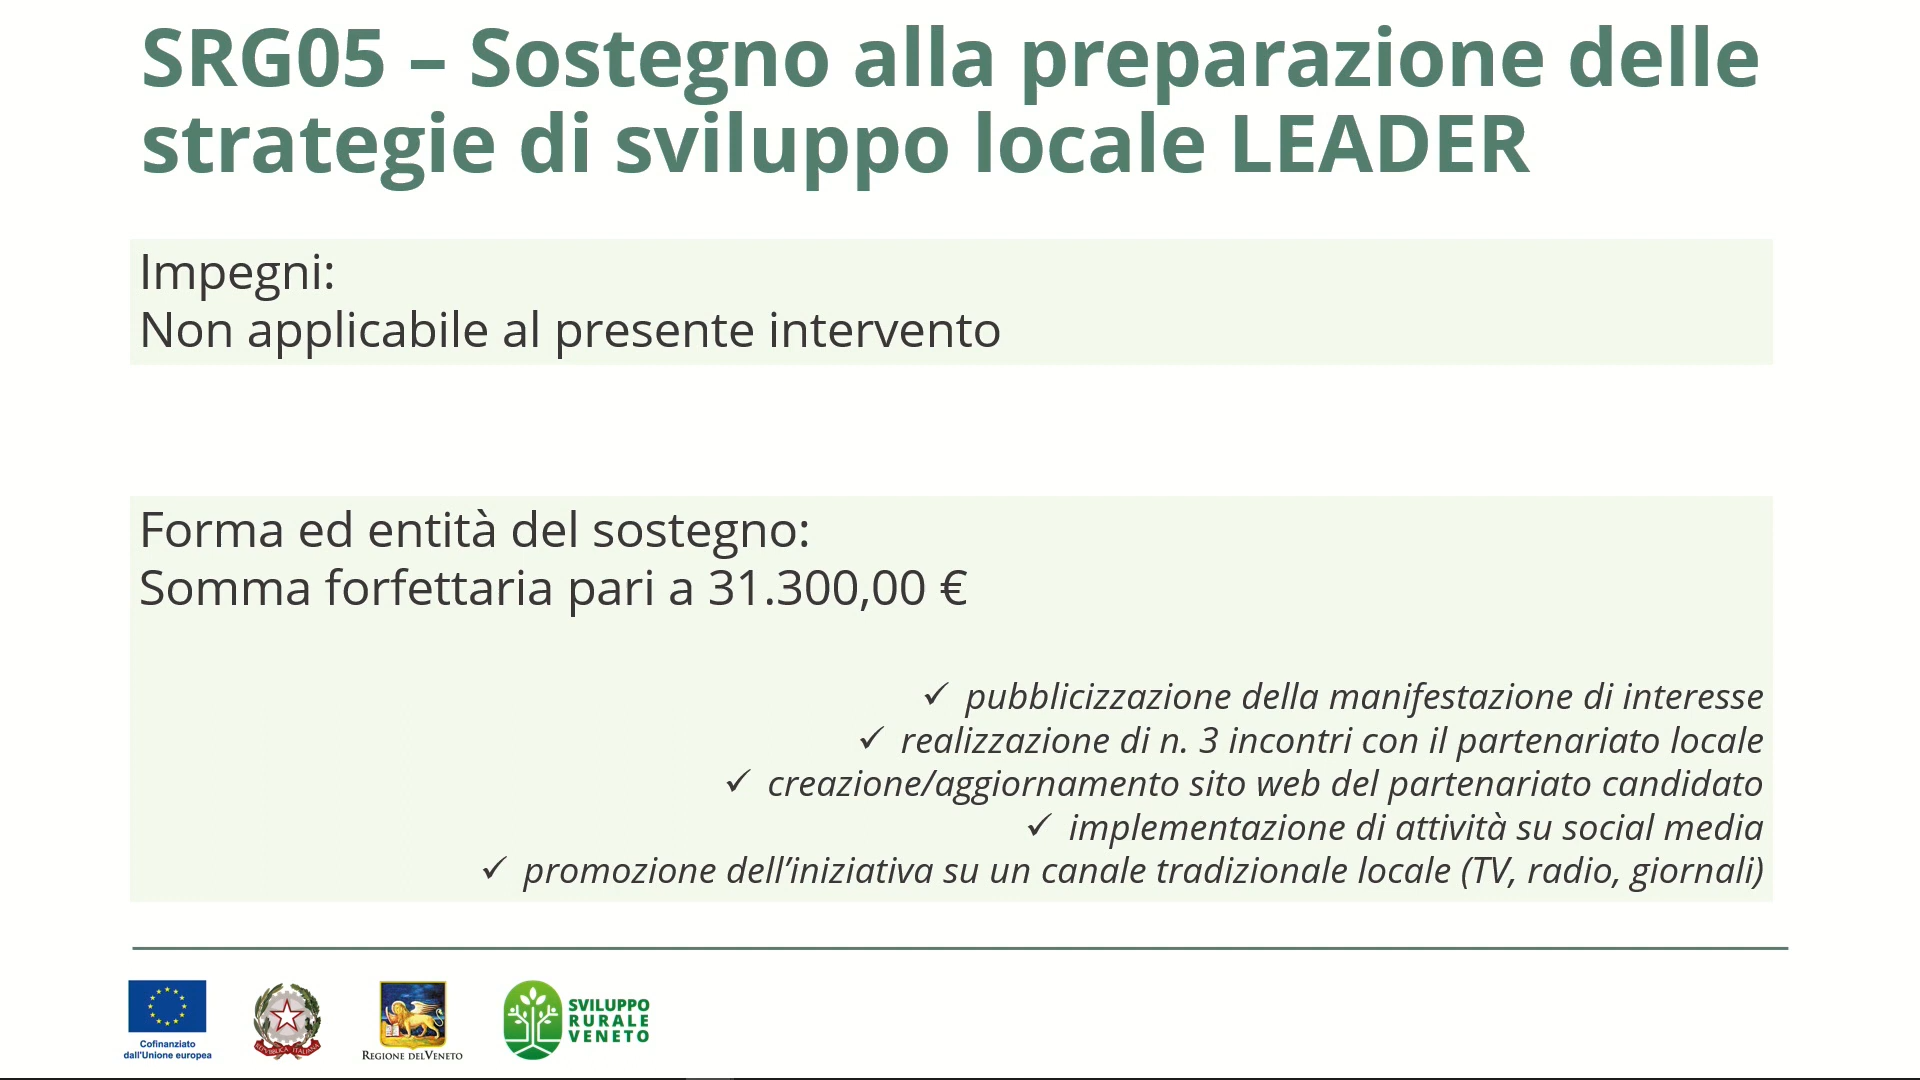 SRG05 – Sostegno alla preparazione delle
strategie di sviluppo locale LEADER
Impegni:
Non applicabile al presente intervento
Forma ed entità del sostegno:
Somma forfettaria pari a 31.300,00 €
✓ pubblicizzazione della manifestazione di interesse
✓ realizzazione di n. 3 incontri con il partenariato locale
✓ creazione/aggiornamento sito web del partenariato candidato
✓ implementazione di attività su social media
✓ promozione dell’iniziativa su un canale tradizionale locale (TV, radio, giornali)
Cofinanziato
dall'Unione europea
REPVBBLICA ITALIANA
REGIONE DEL VENETO
SVILUPPO
RURALE
VENETO